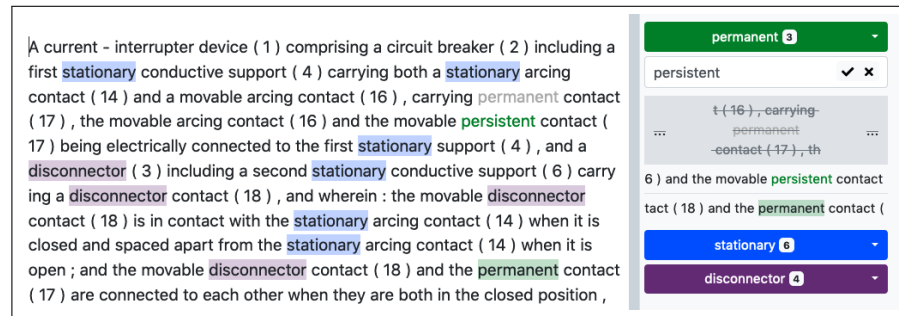 A current - interrupter device ( 1 ) comprising a circuit breaker ( 2 ) including a
first stationary conductive support ( 4 ) carrying both a stationary arcing
contact ( 14 ) and a movable arcing contact ( 16 ) , carrying permanent contact
( 17 ) , the movable arcing contact ( 16 ) and the movable persistent contact (
17 ) being electrically connected to the first stationary support ( 4 ) , and a
disconnector ( 3 ) including a second stationary conductive support ( 6 ) carry
ing a disconnector contact ( 18 ) , and wherein : the movable disconnector
contact ( 18 ) is in contact with the stationary arcing contact ( 14 ) when it is
closed and spaced apart from the stationary arcing contact ( 14 ) when it is
open ; and the movable disconnector contact ( 18 ) and the permanent contact
( 17 ) are connected to each other when they are both in the closed position ,
permanent 3
persistent
t ( 16 ) , carrying
... permanent ...
contact ( 17 ) , th
6 ) and the movable persistent contact
tact ( 18 ) and the permanent contact (
stationary 6
disconnector 4